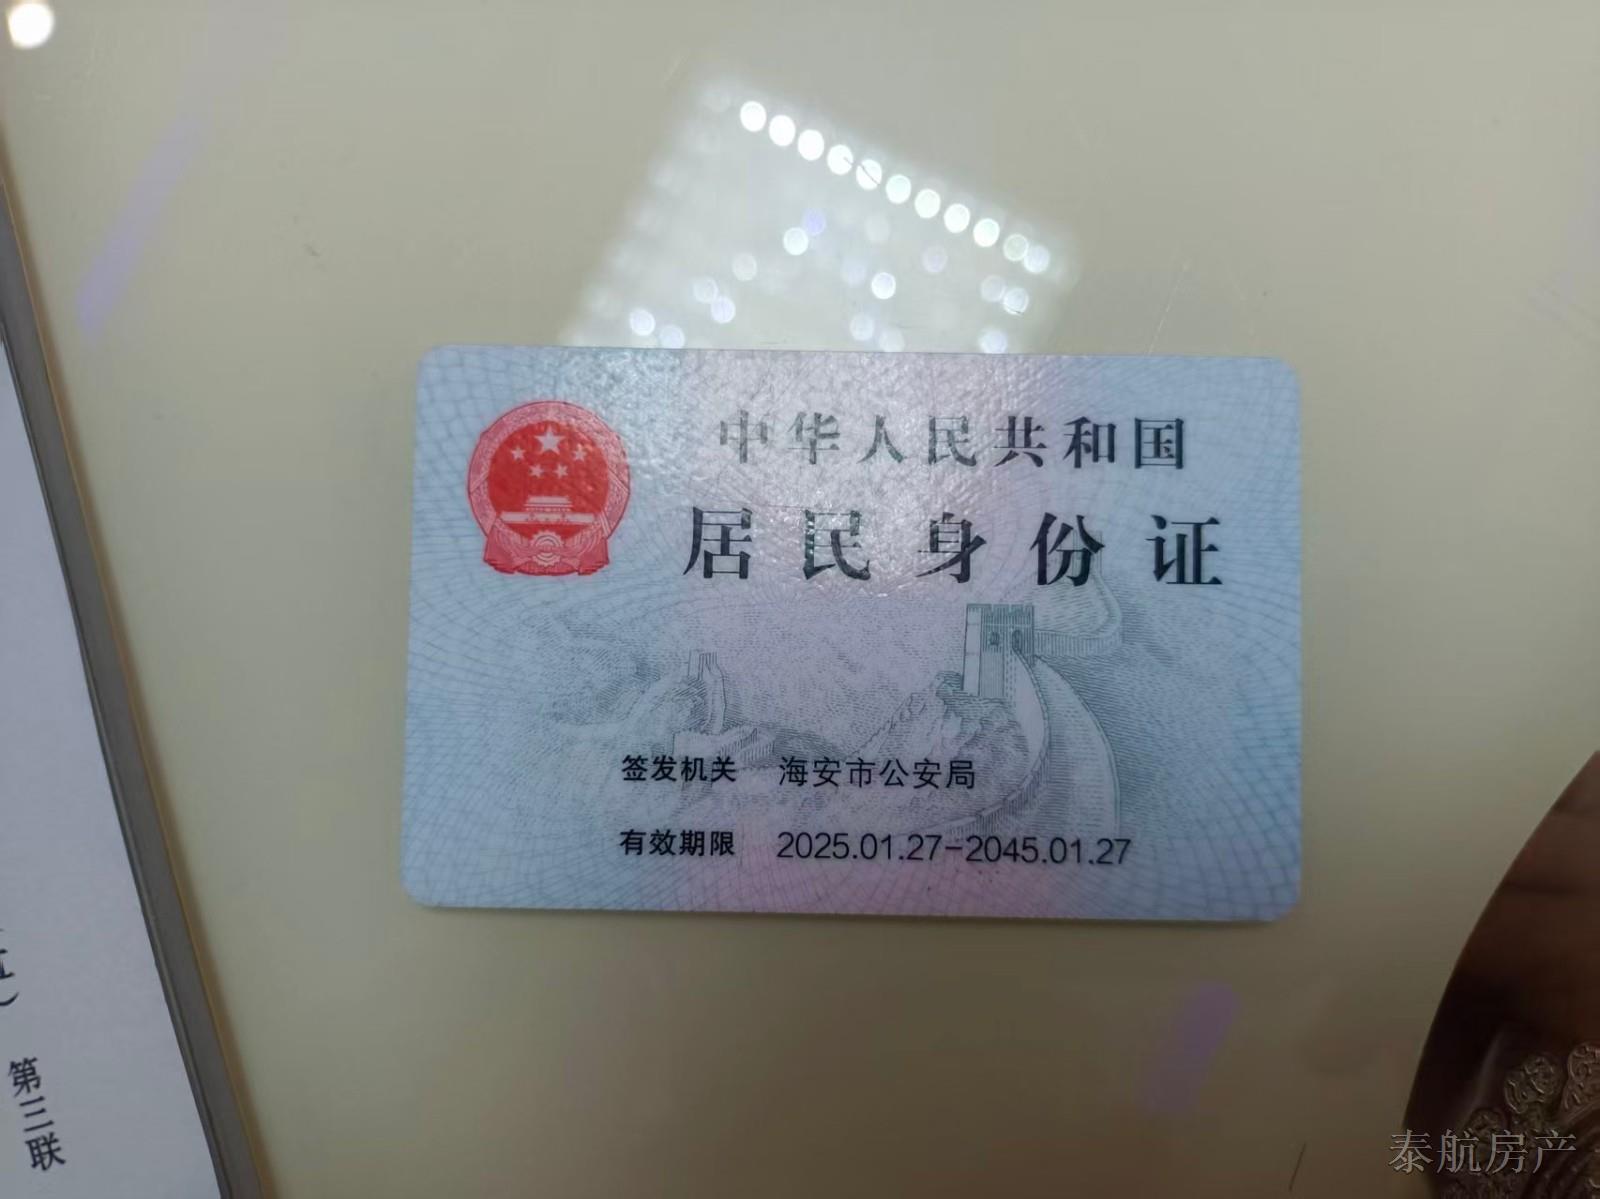 中华人民共和国
居民身份证
签发机关 海安市公安局
有效期限 2025.01.27-2045.01.27
第三联
泰航房产